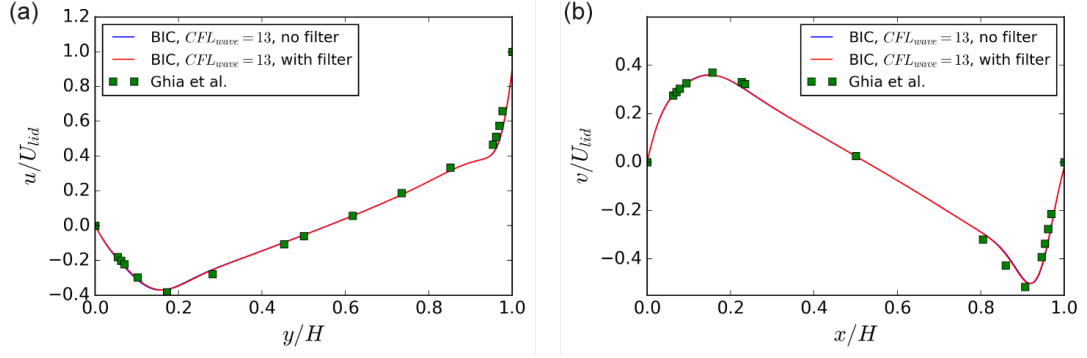 (a)
BIC, CFL_wave = 13, no filter
BIC, CFL_wave = 13, with filter
Ghia et al.
1.2
1.0
0.8
0.6
0.4
0.2
0.0
−0.2
−0.4
u/U_lid
0.0 0.2 0.4 0.6 0.8 1.0
y/H
(b)
BIC, CFL_wave = 13, no filter
BIC, CFL_wave = 13, with filter
Ghia et al.
0.4
0.2
0.0
−0.2
−0.4
v/U_lid
0.0 0.2 0.4 0.6 0.8 1.0
x/H